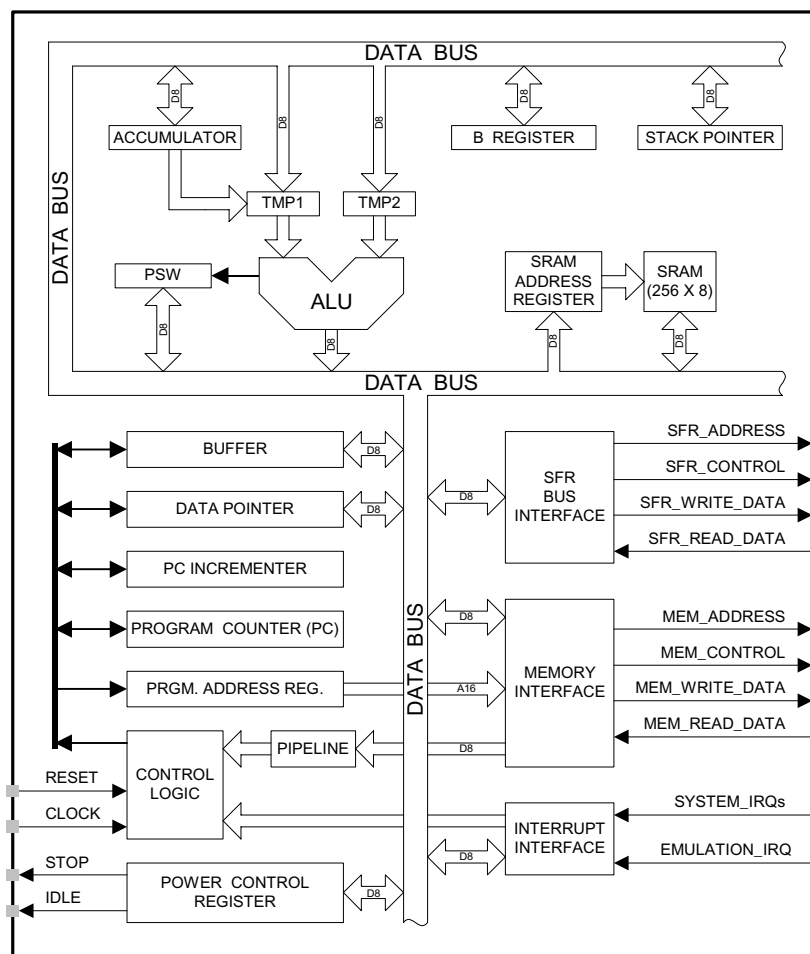 DATA BUS
D8
D8
D8
D8
D8
ACCUMULATOR
B REGISTER
STACK POINTER
DATA BUS
TMP1
TMP2
PSW
ALU
SRAM
ADDRESS
REGISTER
SRAM
(256 X 8)
D8
D8
D8
D8
DATA BUS
BUFFER
D8
DATA POINTER
D8
PC INCREMENTER
PROGRAM COUNTER (PC)
PRGM. ADDRESS REG.
A16
CONTROL
LOGIC
PIPELINE
D8
RESET
CLOCK
STOP
IDLE
POWER CONTROL
REGISTER
D8
DATA BUS
D8
SFR
BUS
INTERFACE
SFR_ADDRESS
SFR_CONTROL
SFR_WRITE_DATA
SFR_READ_DATA
D8
MEMORY
INTERFACE
MEM_ADDRESS
MEM_CONTROL
MEM_WRITE_DATA
MEM_READ_DATA
D8
INTERRUPT
INTERFACE
SYSTEM_IRQs
EMULATION_IRQ